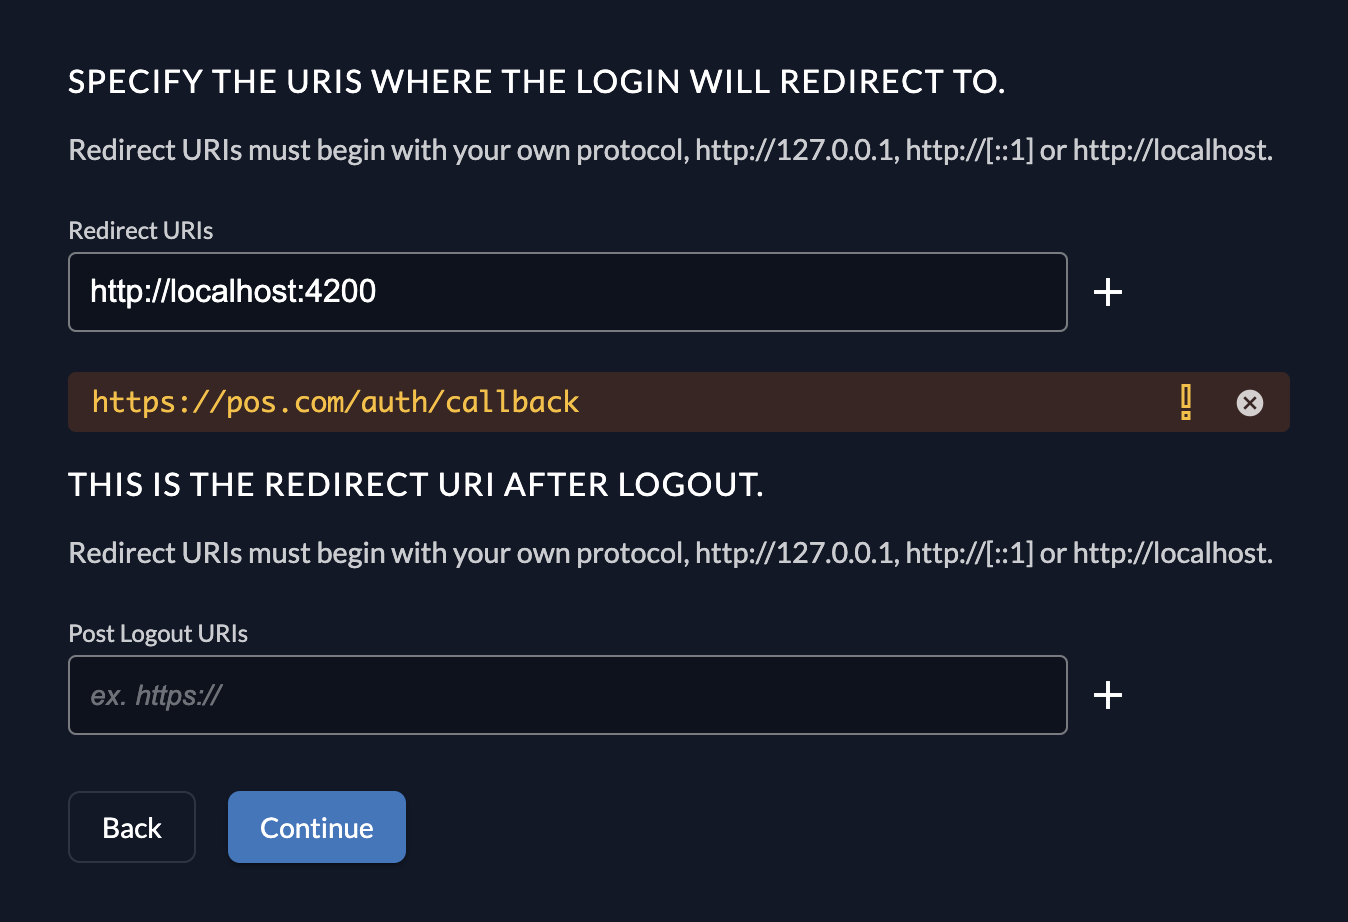 SPECIFY THE URIS WHERE THE LOGIN WILL REDIRECT TO.
Redirect URIs must begin with your own protocol, http://127.0.0.1, http://[::1] or http://localhost.
Redirect URIs
http://localhost:4200
https://pos.com/auth/callback
THIS IS THE REDIRECT URI AFTER LOGOUT.
Redirect URIs must begin with your own protocol, http://127.0.0.1, http://[::1] or http://localhost.
Post Logout URIs
ex. https://
Back
Continue